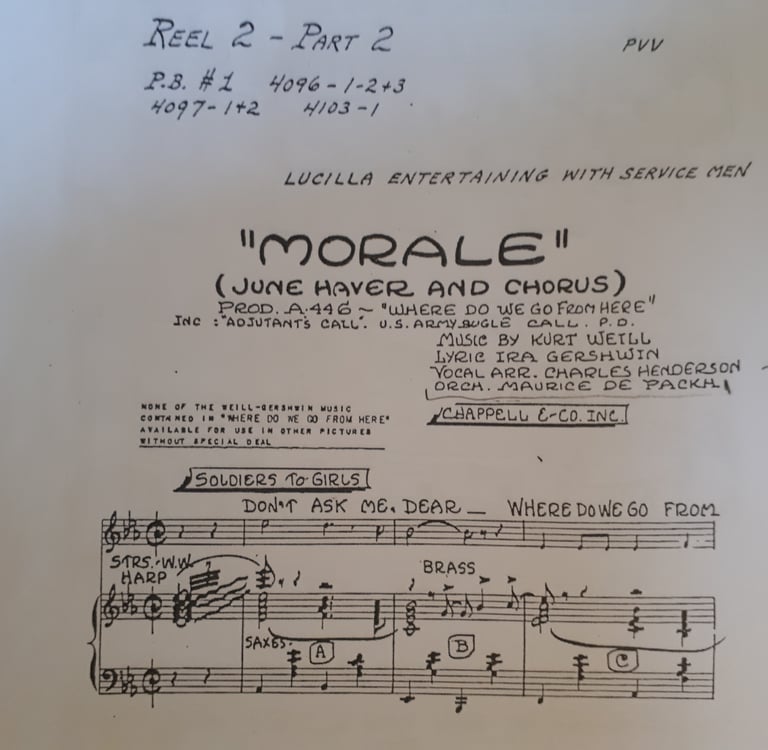 REEL 2 - PART 2
PVV
P.B. #1 4096-1-2+3
4097-1+2 4103-1
LUCILLA ENTERTAINING WITH SERVICE MEN
"MORALE"
(JUNE HAVER AND CHORUS)
PROD. A-446 ~ "WHERE DO WE GO FROM HERE"
INC: "ADJUTANT'S CALL". U.S. ARMY BUGLE CALL. P.D.
MUSIC BY KURT WEILL
LYRIC IRA GERSHWIN
VOCAL ARR. CHARLES HENDERSON
ORCH. MAURICE DE PACKH
CHAPPELL & CO. INC.
NONE OF THE WEILL-GERSHWIN MUSIC
CONTAINED IN "WHERE DO WE GO FROM HERE"
AVAILABLE FOR USE IN OTHER PICTURES
WITHOUT SPECIAL DEAL
SOLDIERS TO GIRLS
DON'T ASK ME, DEAR _ WHERE DO WE GO FROM
STRS.-W.W.
HARP
BRASS
SAXES.
A
B
C